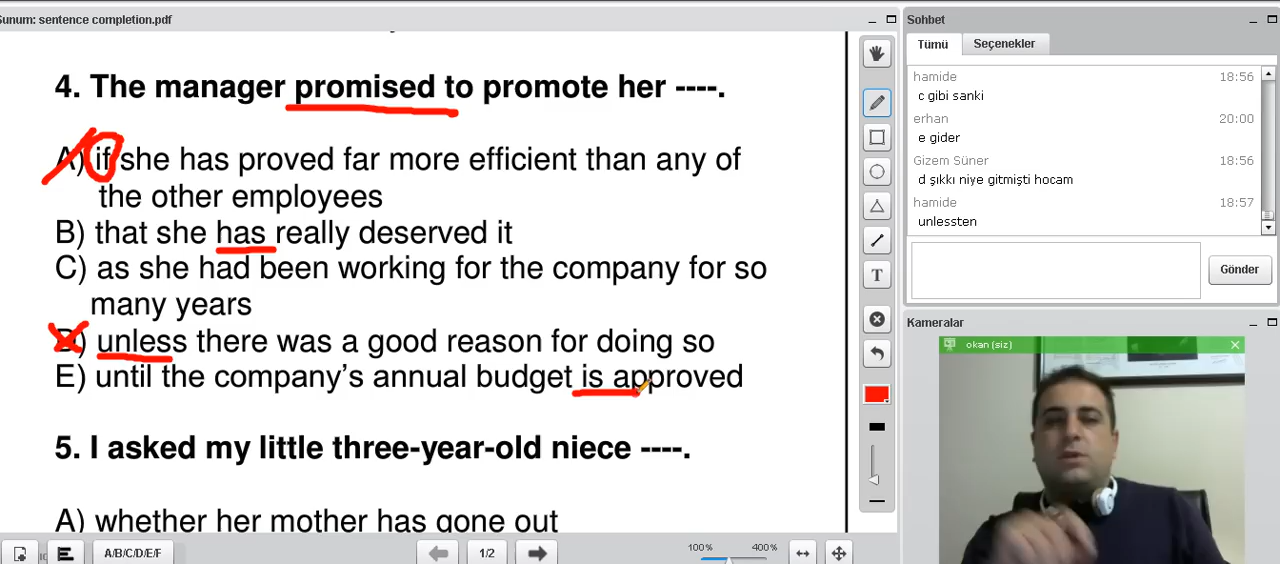 Sunum: sentence completion.pdf
4. The manager promised to promote her ----.
A) if she has proved far more efficient than any of
the other employees
B) that she has really deserved it
C) as she had been working for the company for so
many years
D) unless there was a good reason for doing so
E) until the company's annual budget is approved
5. I asked my little three-year-old niece ----.
A) whether her mother has gone out
A/B/C/D/E/F
1/2
100%
400%
T
Sohbet
Tümü
Seçenekler
hamide 18:56
c gibi sanki
erhan 20:00
e gider
Gizem Süner 18:56
d şıkkı niye gitmişti hocam
hamide 18:57
unlessten
Gönder
Kameralar
okan (siz)